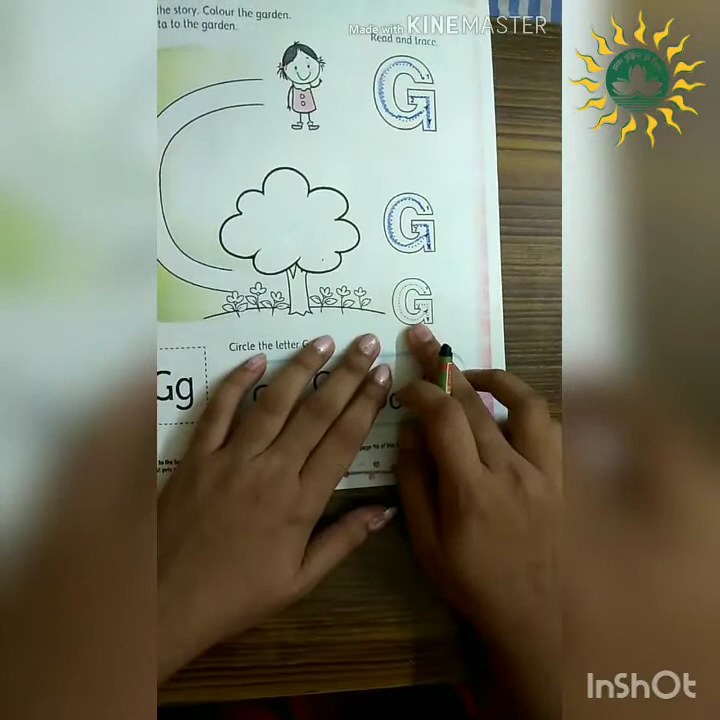 the story. Colour the garden.
ta to the garden.
Made with KINEMASTER
Read and trace.
G
G
G
Circle the letter G
Gg
InShOt